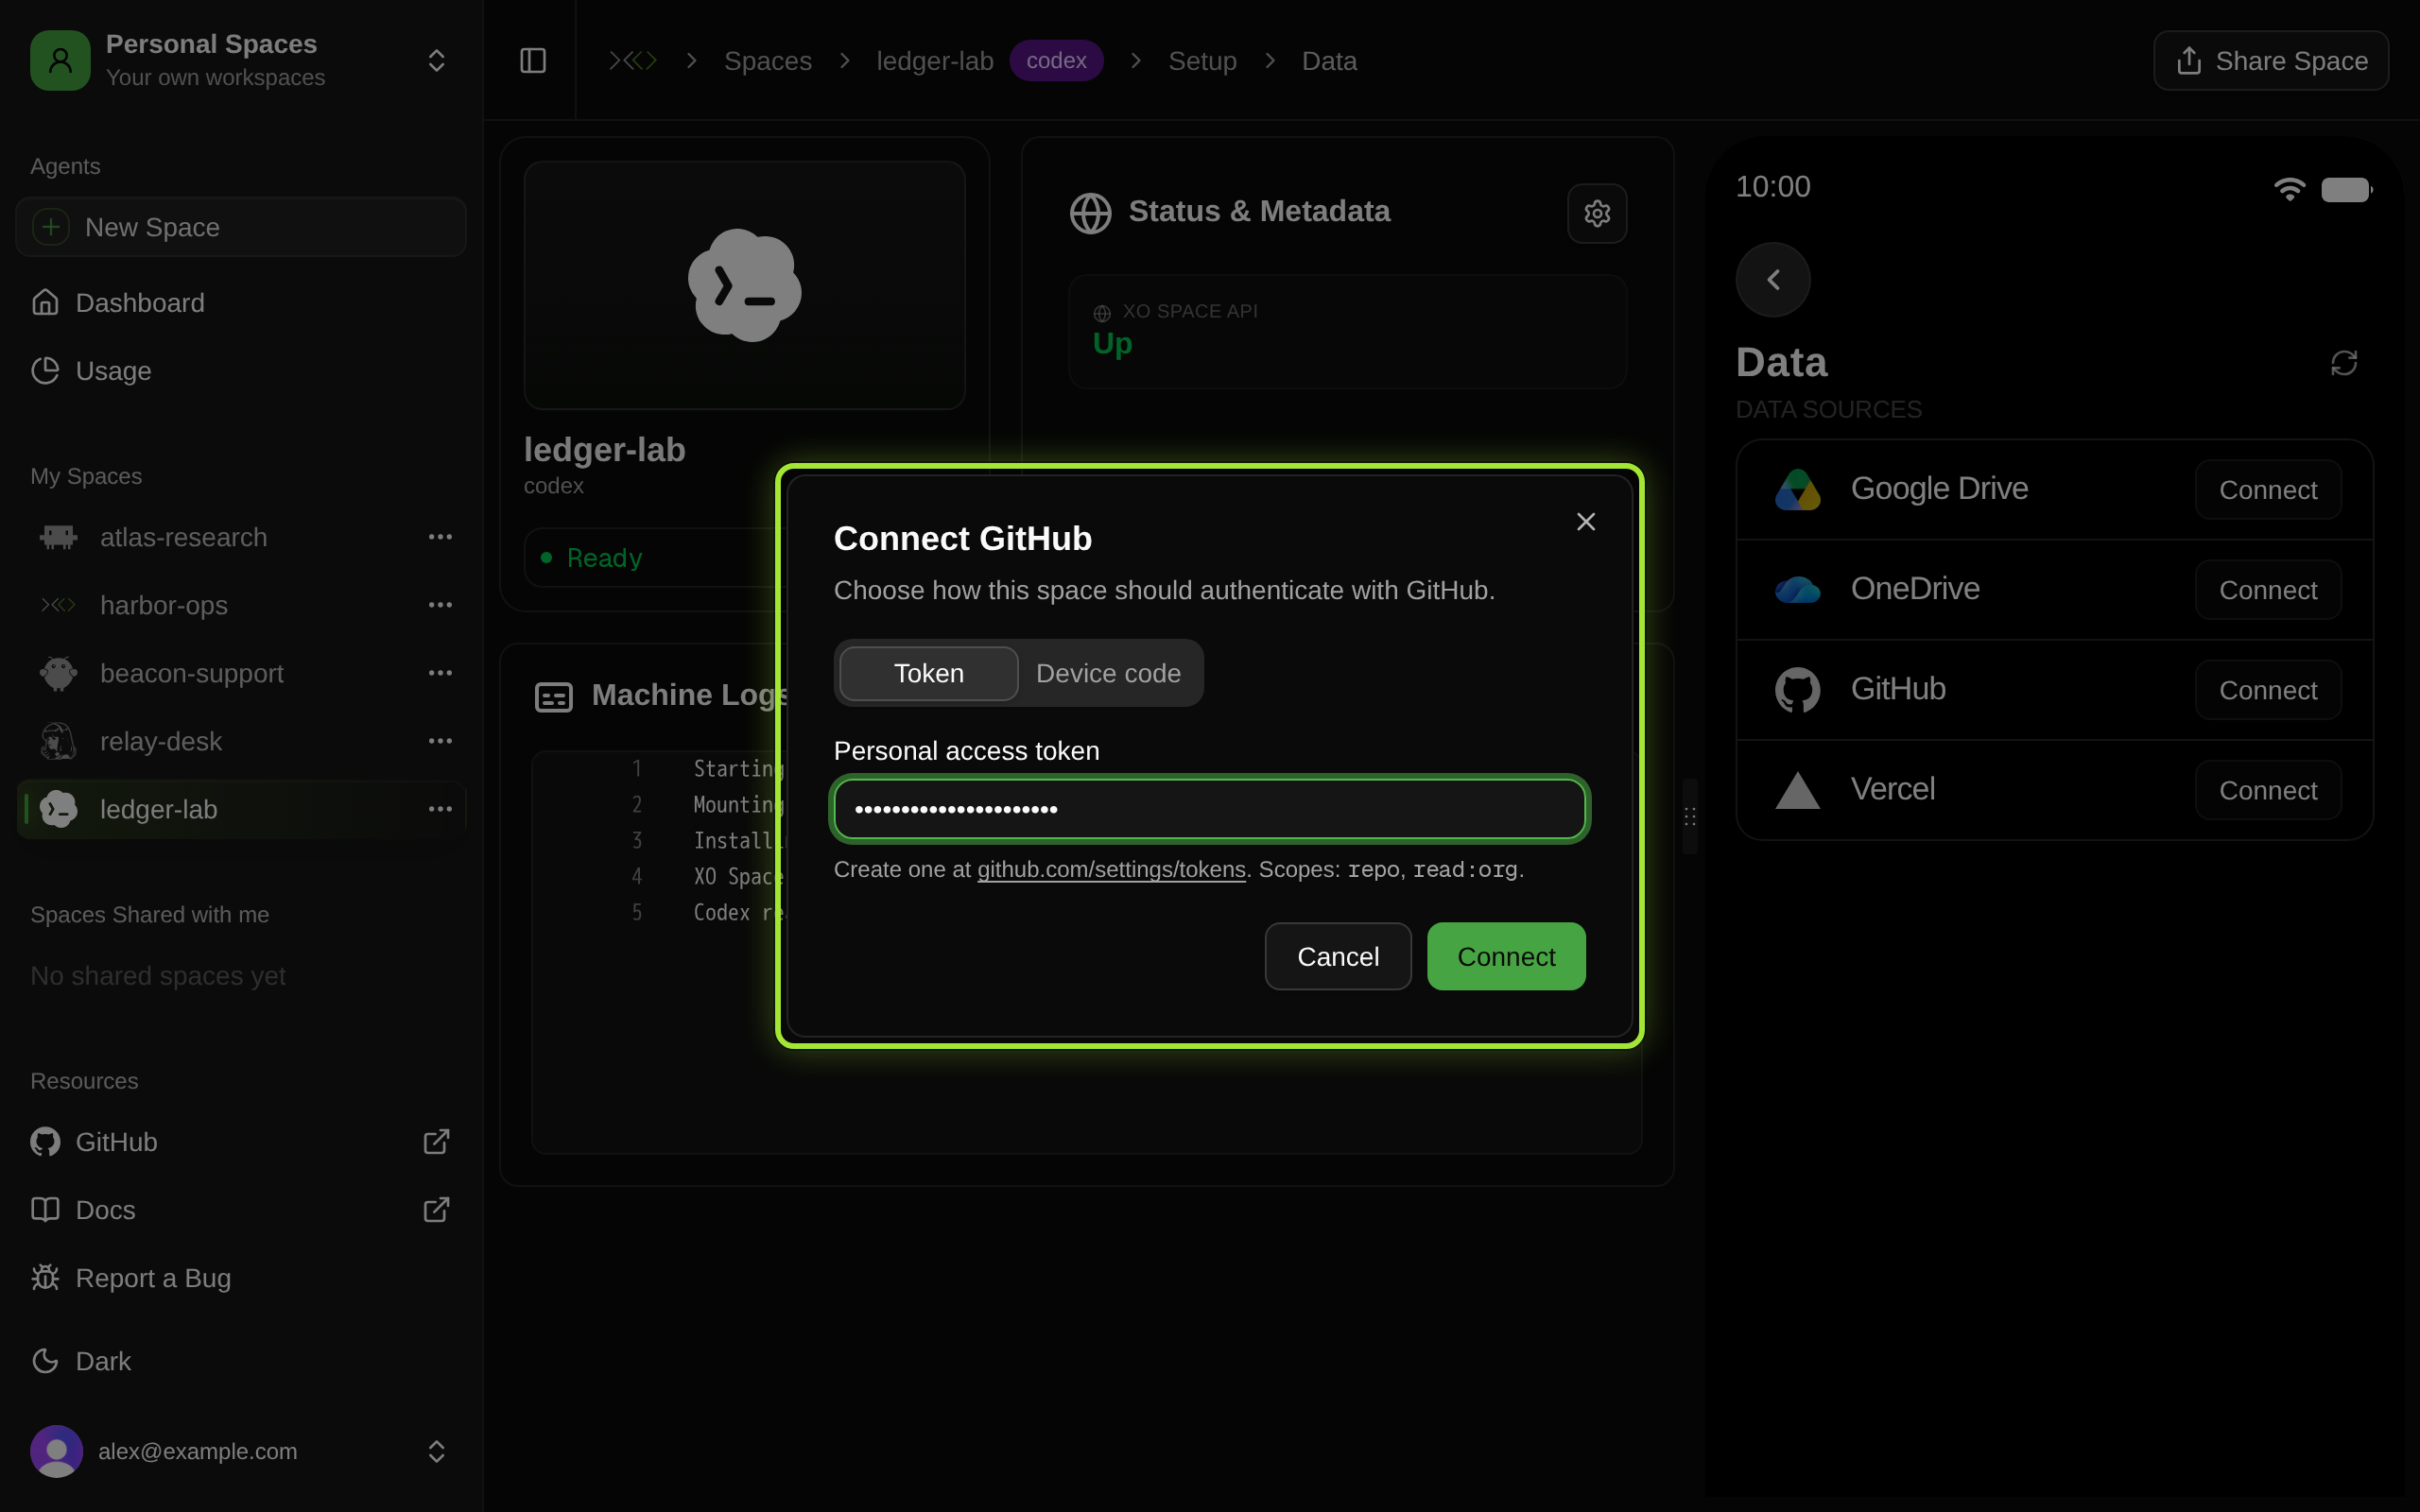 Personal Spaces
Your own workspaces
Agents
New Space
Dashboard
Usage
My Spaces
atlas-research
harbor-ops
beacon-support
relay-desk
ledger-lab
Spaces Shared with me
No shared spaces yet
Resources
GitHub
Docs
Report a Bug
Dark
alex@example.com
Spaces
ledger-lab
codex
Setup
Data
Share Space
ledger-lab
codex
Ready
Status & Metadata
XO SPACE API
Up
Machine Logs
1 Starting
2 Mounting
3
4 XO Space
5 Codex
Connect GitHub
Choose how this space should authenticate with GitHub.
Token
Device code
Personal access token
••••••••••••••••••••••
Create one at github.com/settings/tokens. Scopes: repo, read:org.
Cancel
Connect
10:00
Data
DATA SOURCES
Google Drive
Connect
OneDrive
Connect
GitHub
Connect
Vercel
Connect